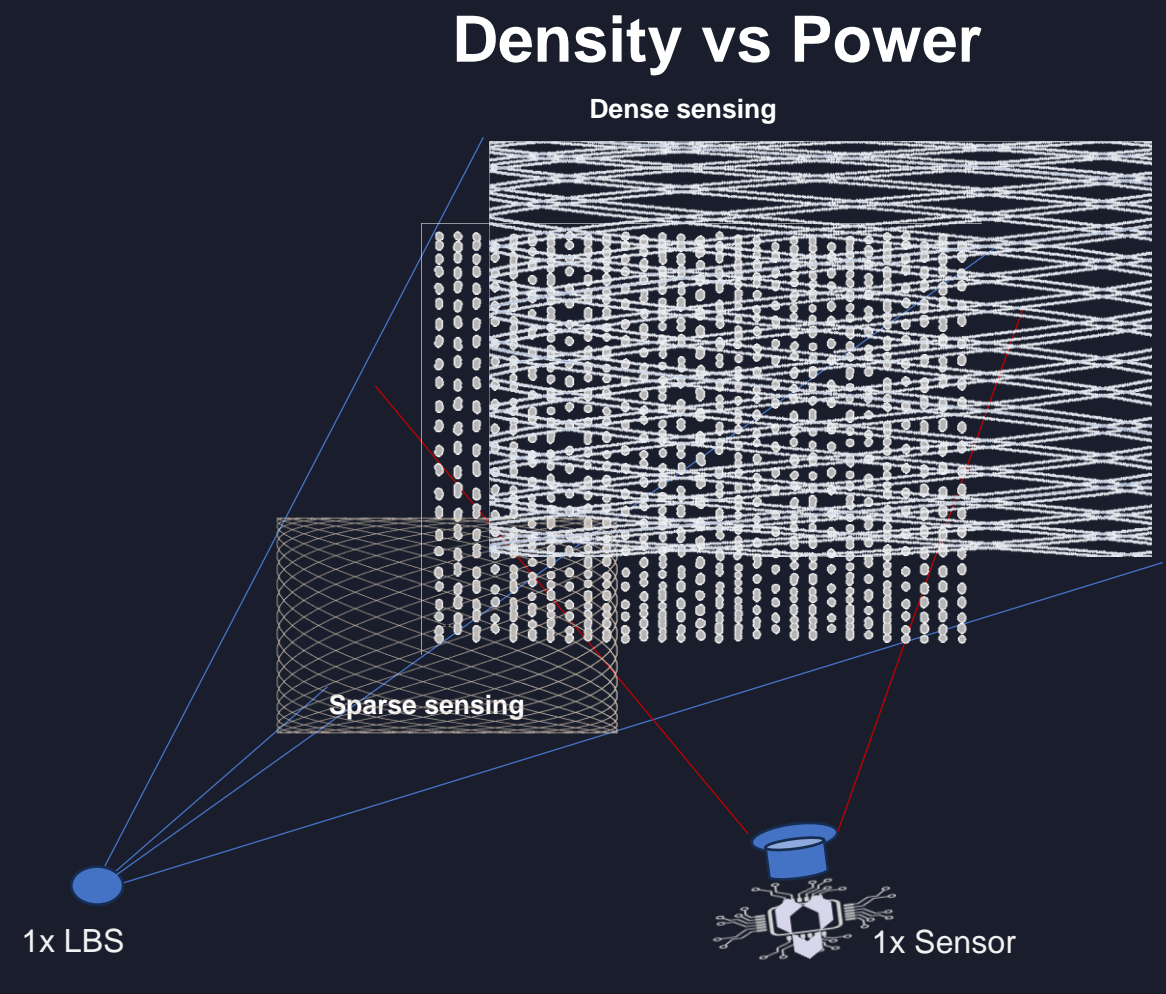 Density vs Power
Dense sensing
Sparse sensing
1x LBS
1x Sensor